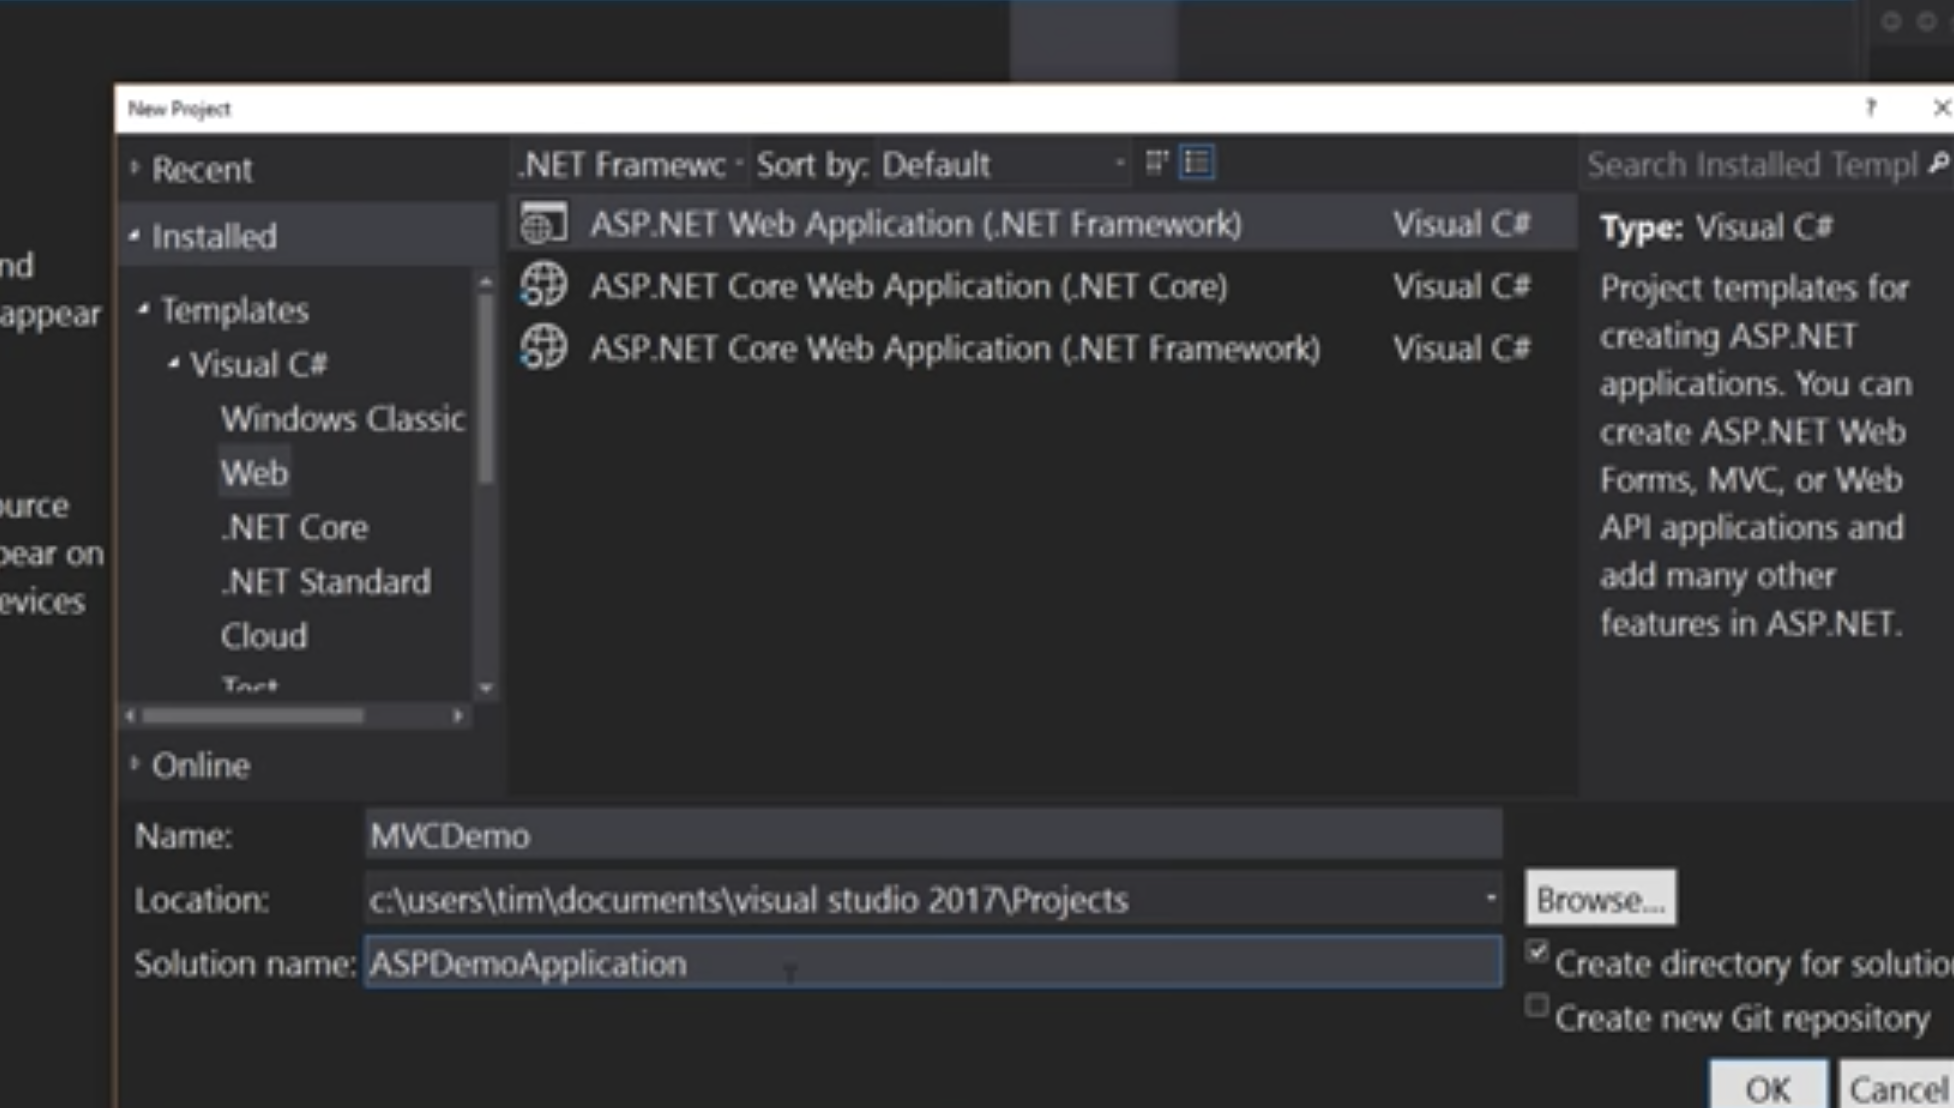 New Project
?
Recent
.NET Framewc
Sort by: Default
Search Installed Templ
Installed
Templates
Visual C#
Windows Classic
Web
.NET Core
.NET Standard
Cloud
Test
Online
ASP.NET Web Application (.NET Framework) Visual C#
ASP.NET Core Web Application (.NET Core) Visual C#
ASP.NET Core Web Application (.NET Framework) Visual C#
Type: Visual C#
Project templates for
creating ASP.NET
applications. You can
create ASP.NET Web
Forms, MVC, or Web
API applications and
add many other
features in ASP.NET.
nd
appear
ource
pear on
evices
Name: MVCDemo
Location: c:\users\tim\documents\visual studio 2017\Projects
Browse...
Solution name: ASPDemoApplication
Create directory for solution
Create new Git repository
OK
Cancel